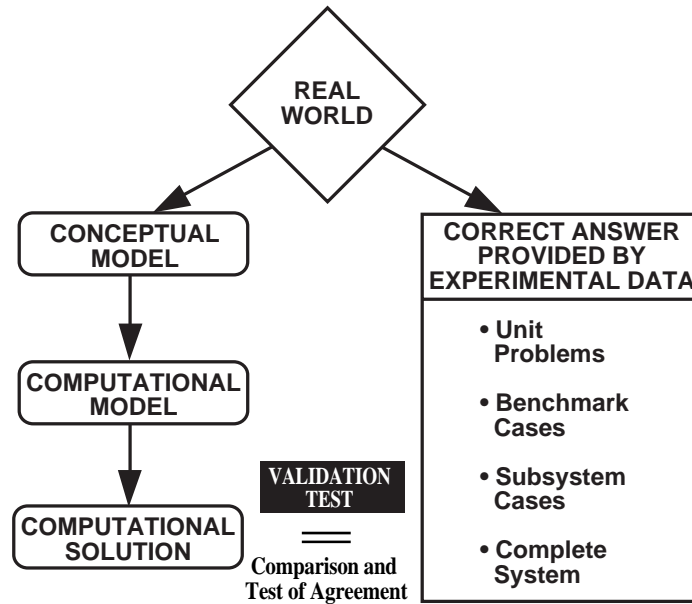 REAL
WORLD
CONCEPTUAL
MODEL
COMPUTATIONAL
MODEL
COMPUTATIONAL
SOLUTION
VALIDATION
TEST
Comparison and
Test of Agreement
CORRECT ANSWER
PROVIDED BY
EXPERIMENTAL DATA
• Unit
Problems
• Benchmark
Cases
• Subsystem
Cases
• Complete
System